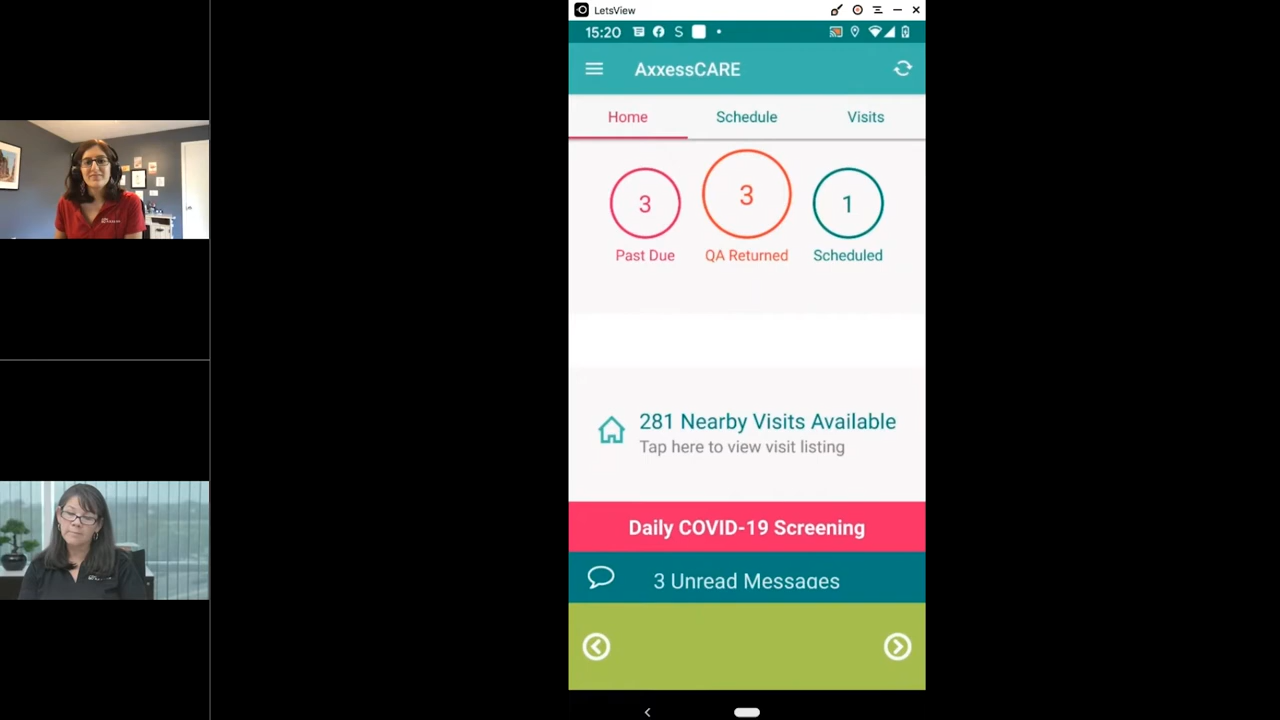 LetsView
15:20
AxxessCARE
Home Schedule Visits
3 3 1
Past Due QA Returned Scheduled
281 Nearby Visits Available
Tap here to view visit listing
Daily COVID-19 Screening
3 Unread Messages